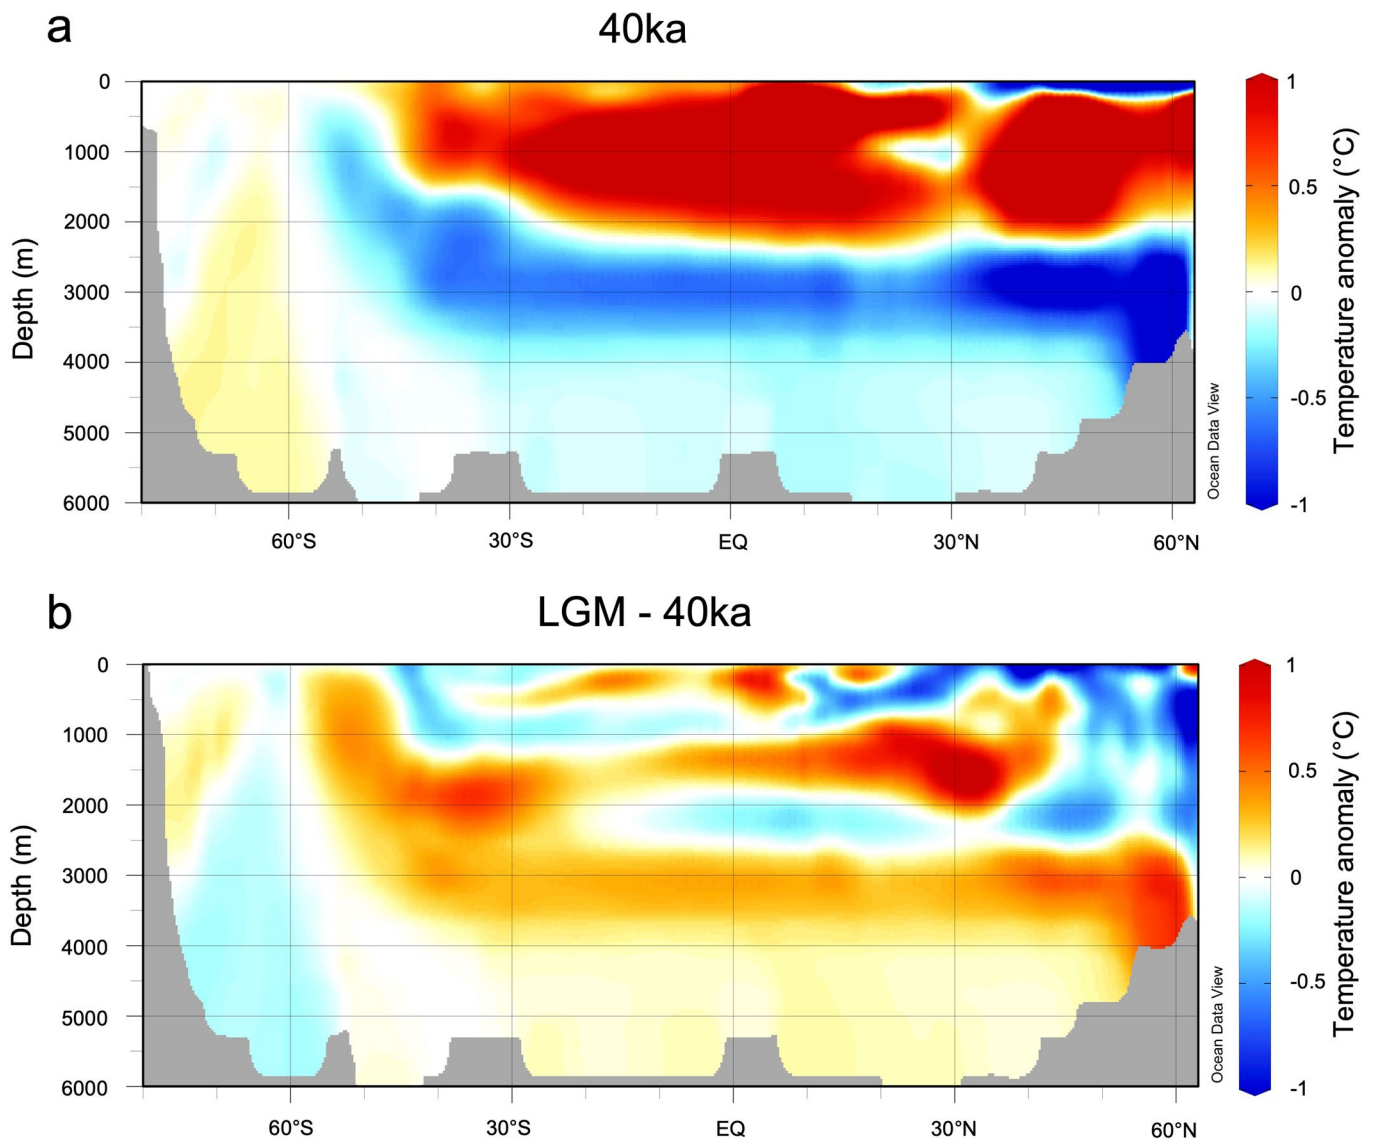 a
40ka
0
1000
2000
3000
4000
5000
6000
Depth (m)
60°S
30°S
EQ
30°N
60°N
Ocean Data View
1
0.5
0
-0.5
-1
Temperature anomaly (°C)
b
LGM - 40ka
0
1000
2000
3000
4000
5000
6000
Depth (m)
60°S
30°S
EQ
30°N
60°N
Ocean Data View
1
0.5
0
-0.5
-1
Temperature anomaly (°C)